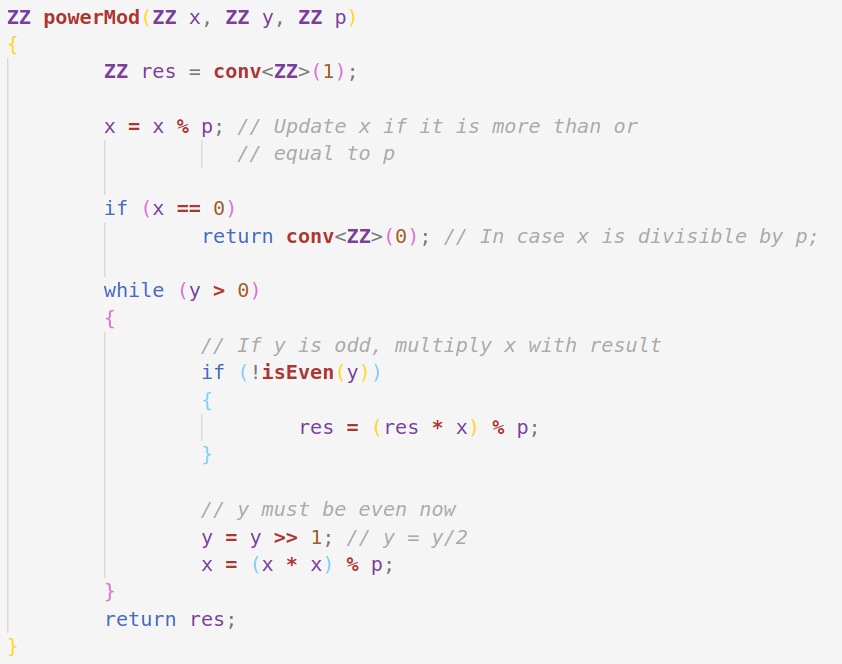 ZZ powerMod(ZZ x, ZZ y, ZZ p)
{
ZZ res = conv<ZZ>(1);
x = x % p; // Update x if it is more than or
// equal to p
if (x == 0)
return conv<ZZ>(0); // In case x is divisible by p;
while (y > 0)
{
// If y is odd, multiply x with result
if (!isEven(y))
{
res = (res * x) % p;
}
// y must be even now
y = y >> 1; // y = y/2
x = (x * x) % p;
}
return res;
}